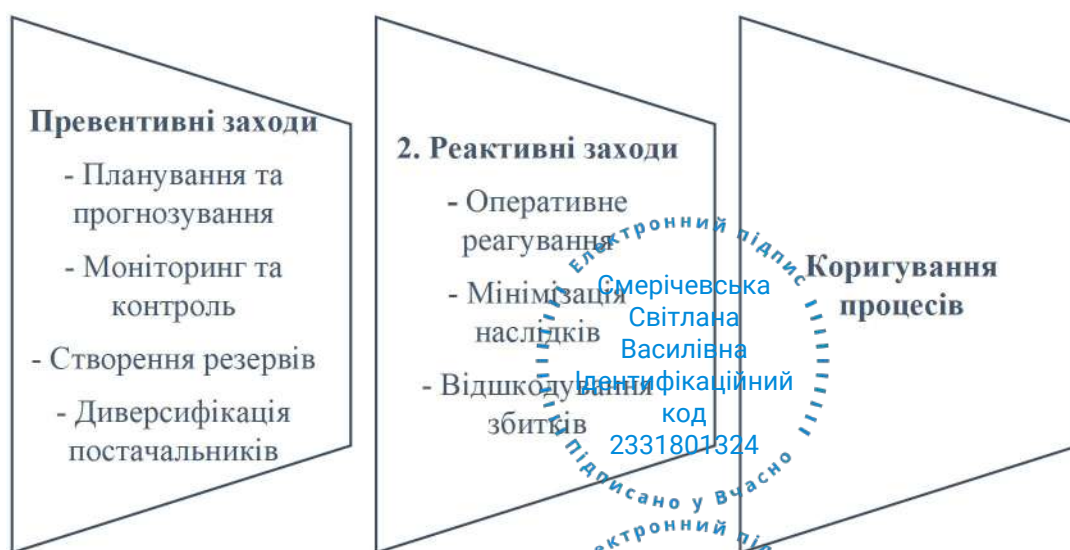 Превентивні заходи
- Планування та
прогнозування
- Моніторинг та
контроль
- Створення резервів
- Диверсифікація
постачальників
2. Реактивні заходи
- Оперативне
реагування
- Мінімізація
наслідків
- Відшкодування
збитків
Коригування
процесів
Електронний підпис
Смерічевська
Світлана
Василівна
Ідентифікаційний
код
2331801324
Підписано у Вчасно